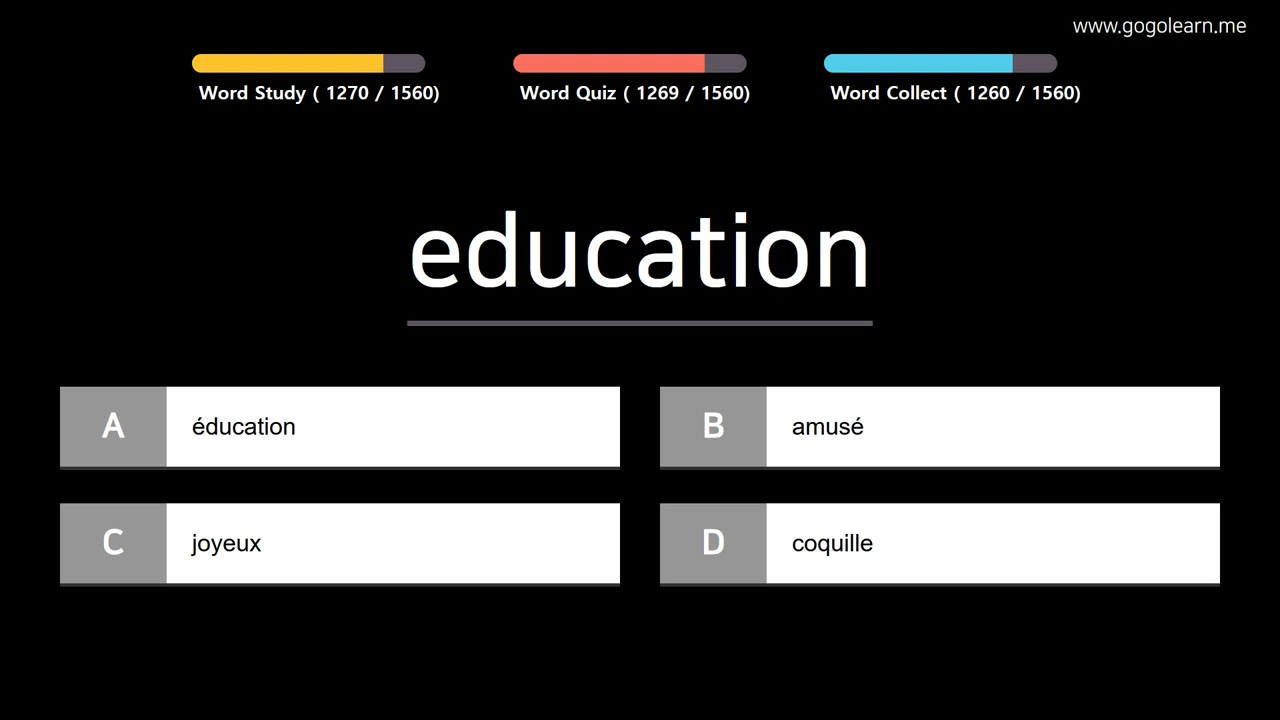 www.gogolearn.me
Word Study ( 1270 / 1560)
Word Quiz ( 1269 / 1560)
Word Collect ( 1260 / 1560)
education
A éducation
B amusé
C joyeux
D coquille